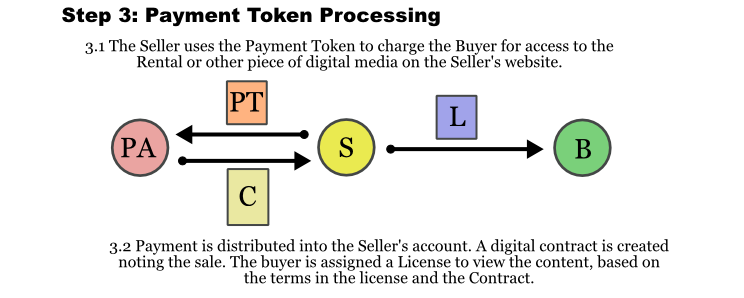 Step 3: Payment Token Processing
3.1 The Seller uses the Payment Token to charge the Buyer for access to the
Rental or other piece of digital media on the Seller's website.
PT
L
PA
S
B
C
3.2 Payment is distributed into the Seller's account. A digital contract is created
noting the sale. The buyer is assigned a License to view the content, based on
the terms in the license and the Contract.